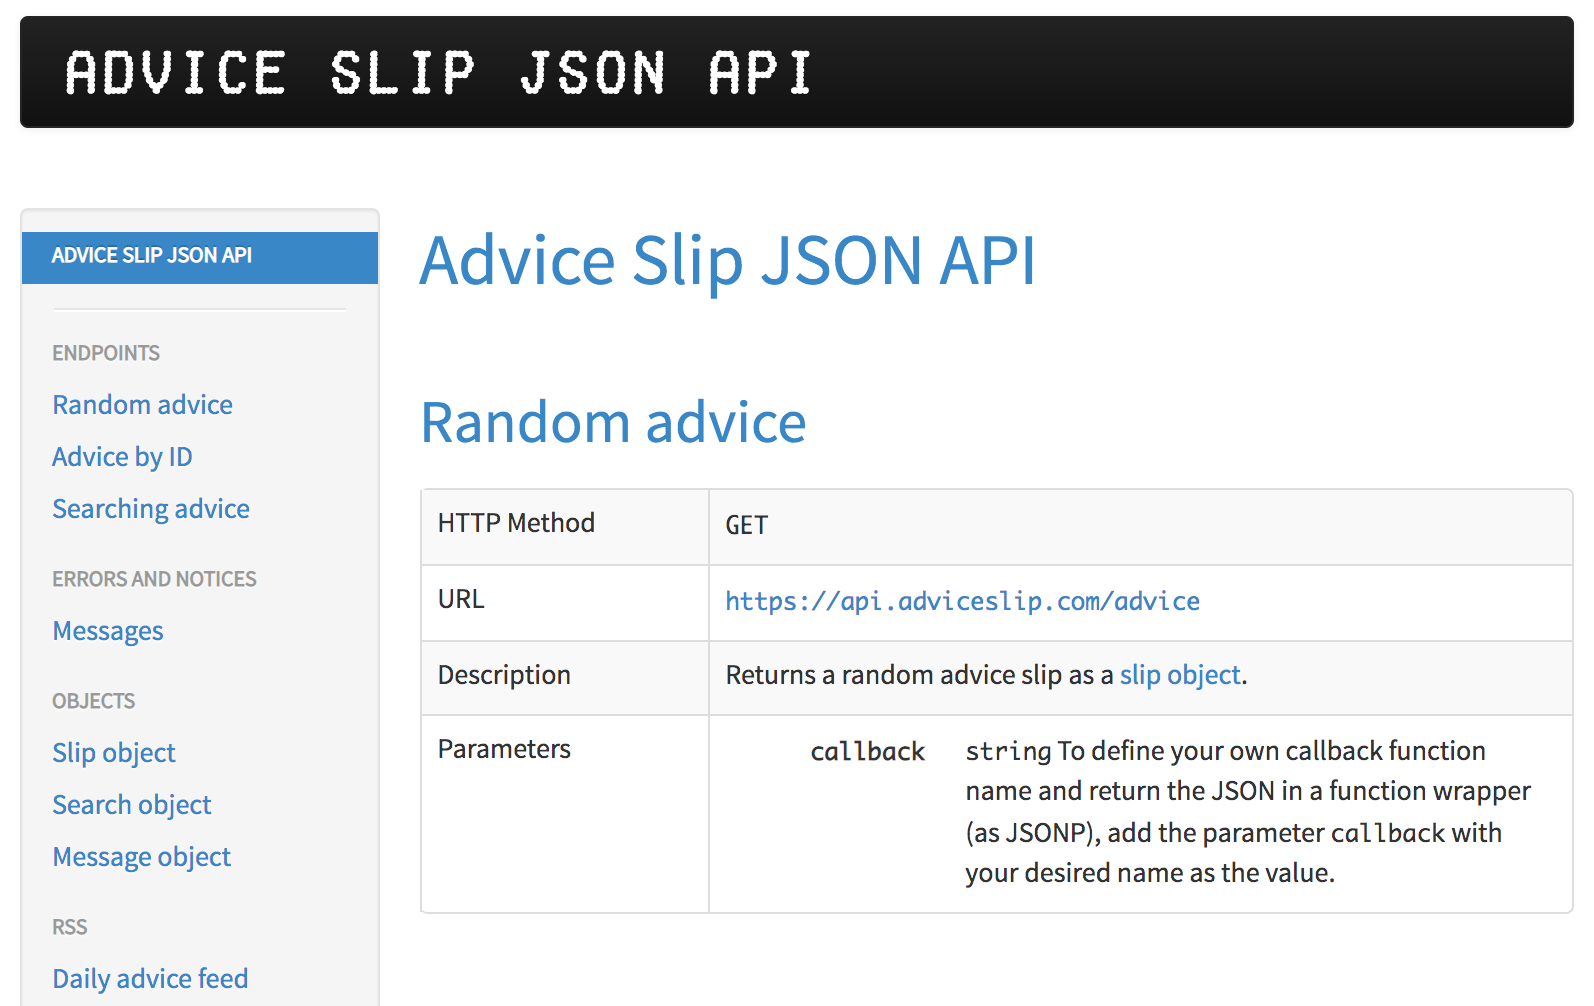 ADVICE SLIP JSON API
ADVICE SLIP JSON API
ENDPOINTS
Random advice
Advice by ID
Searching advice
ERRORS AND NOTICES
Messages
OBJECTS
Slip object
Search object
Message object
RSS
Daily advice feed
Advice Slip JSON API
Random advice
HTTP Method GET
URL https://api.adviceslip.com/advice
Description Returns a random advice slip as a slip object.
Parameters callback string To define your own callback function
name and return the JSON in a function wrapper
(as JSONP), add the parameter callback with
your desired name as the value.